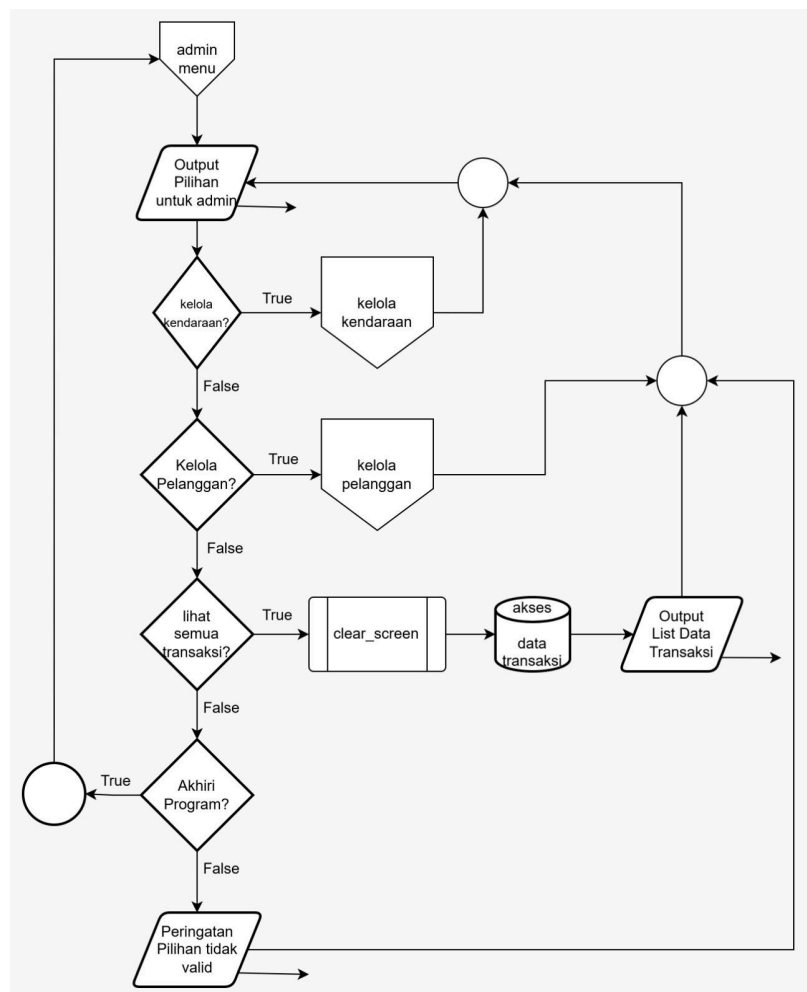 admin
menu
Output
Pilihan
untuk admin
kelola
kendaraan?
True
kelola
kendaraan
False
Kelola
Pelanggan?
True
kelola
pelanggan
False
lihat
semua
transaksi?
True
clear_screen
akses
data
transaksi
Output
List Data
Transaksi
False
Akhiri
Program?
True
False
Peringatan
Pilihan tidak
valid